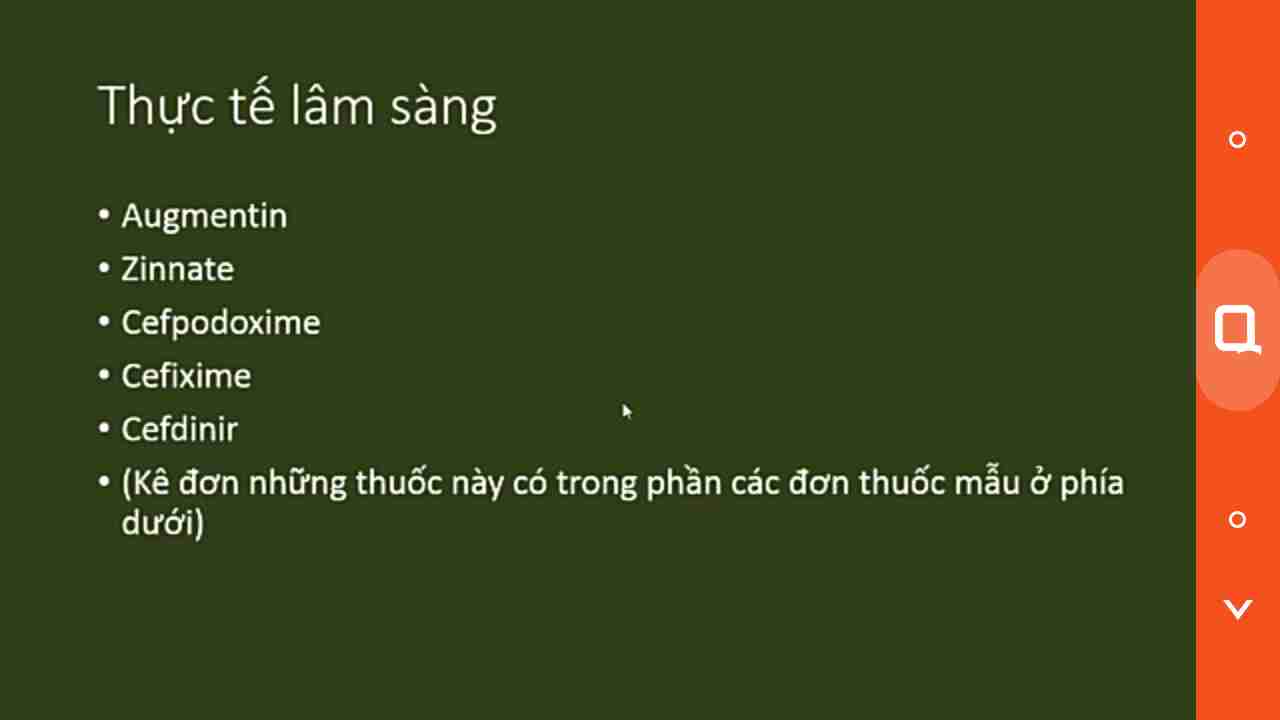 Thực tế lâm sàng
• Augmentin
• Zinnate
• Cefpodoxime
• Cefixime
• Cefdinir
• (Kê đơn những thuốc này có trong phần các đơn thuốc mẫu ở phía
dưới)